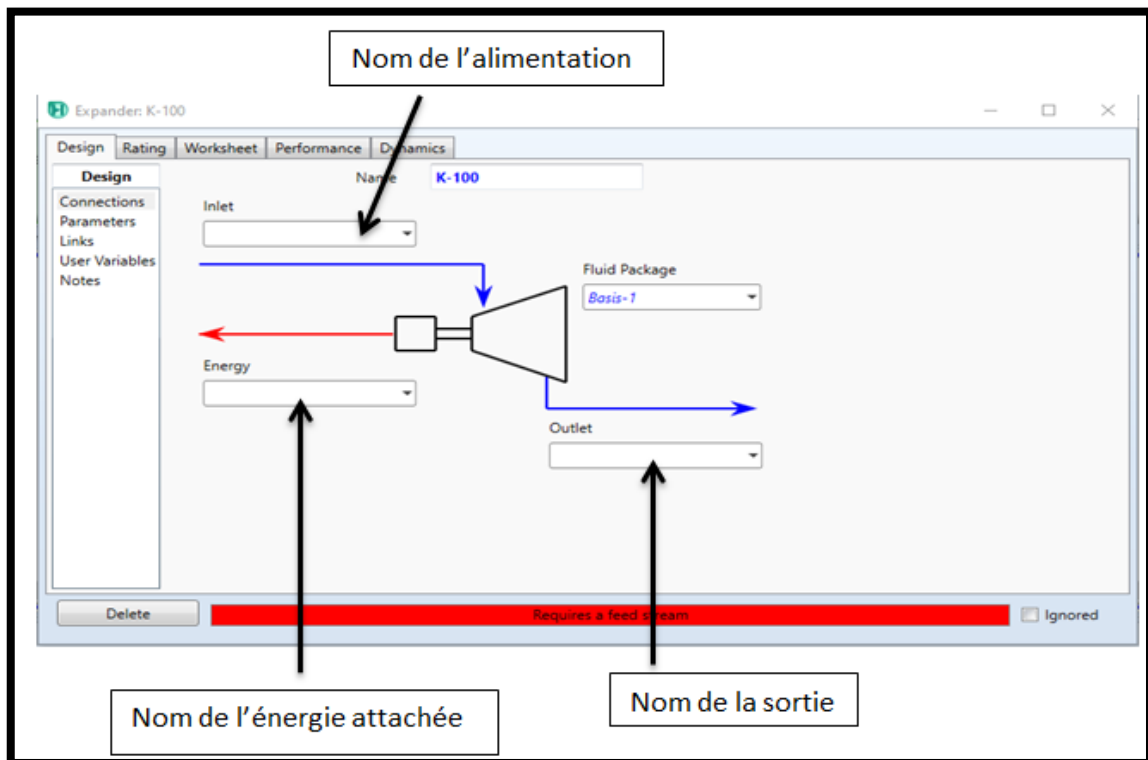 Nom de l'alimentation
Expander: K-100
Design Rating Worksheet Performance Dynamics
Design
Connections
Parameters
Links
User Variables
Notes
Name K-100
Inlet
Fluid Package
Basis-1
Energy
Outlet
Delete
Requires a feed stream
Ignored
Nom de l'énergie attachée
Nom de la sortie